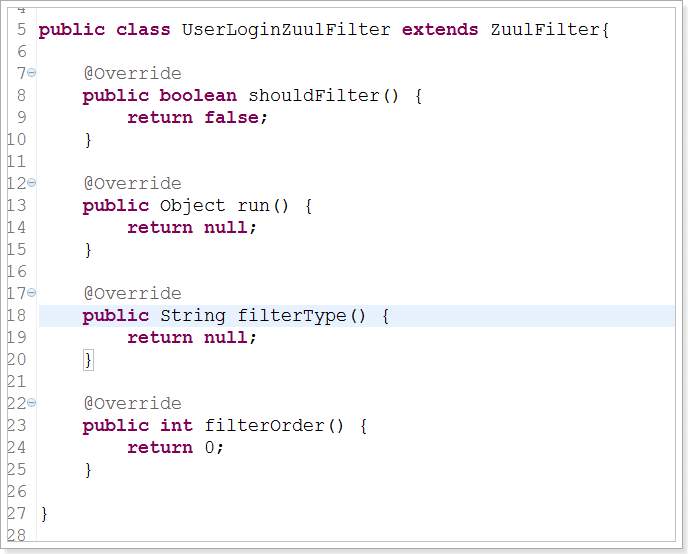 4
5 public class UserLoginZuulFilter extends ZuulFilter{
6
7 @Override
8 public boolean shouldFilter() {
9 return false;
10 }
11
12 @Override
13 public Object run() {
14 return null;
15 }
16
17 @Override
18 public String filterType() {
19 return null;
20 }
21
22 @Override
23 public int filterOrder() {
24 return 0;
25 }
26
27 }
28